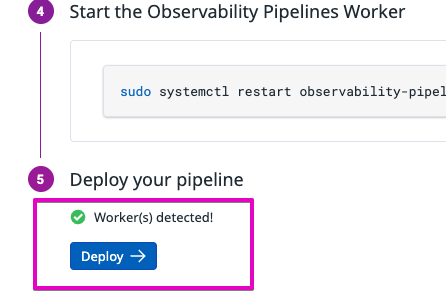 4
Start the Observability Pipelines Worker
sudo systemctl restart observability-pipel
5
Deploy your pipeline
Worker(s) detected!
Deploy →